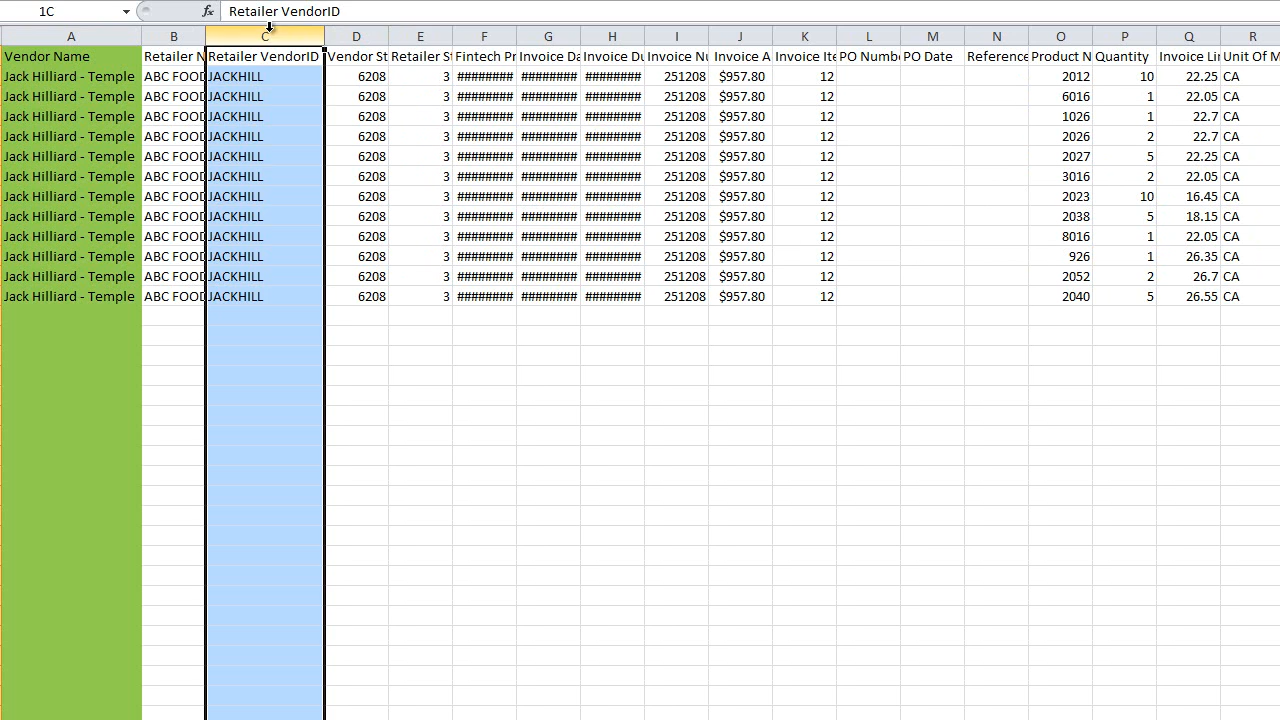 1C fx Retailer VendorID
A B C D E F G H I J K L M N O P Q R
Vendor Name Retailer N Retailer VendorID Vendor St Retailer St Fintech Pr Invoice Da Invoice Du Invoice Nu Invoice A Invoice Ite PO Numb PO Date Reference Product N Quantity Invoice Lin Unit Of M
Jack Hilliard - Temple ABC FOOD JACKHILL 6208 3 ######## ######## ######## 251208 $957.80 12 2012 10 22.25 CA
Jack Hilliard - Temple ABC FOOD JACKHILL 6208 3 ######## ######## ######## 251208 $957.80 12 6016 1 22.05 CA
Jack Hilliard - Temple ABC FOOD JACKHILL 6208 3 ######## ######## ######## 251208 $957.80 12 1026 1 22.7 CA
Jack Hilliard - Temple ABC FOOD JACKHILL 6208 3 ######## ######## ######## 251208 $957.80 12 2026 2 22.7 CA
Jack Hilliard - Temple ABC FOOD JACKHILL 6208 3 ######## ######## ######## 251208 $957.80 12 2027 5 22.25 CA
Jack Hilliard - Temple ABC FOOD JACKHILL 6208 3 ######## ######## ######## 251208 $957.80 12 3016 2 22.05 CA
Jack Hilliard - Temple ABC FOOD JACKHILL 6208 3 ######## ######## ######## 251208 $957.80 12 2023 10 16.45 CA
Jack Hilliard - Temple ABC FOOD JACKHILL 6208 3 ######## ######## ######## 251208 $957.80 12 2038 5 18.15 CA
Jack Hilliard - Temple ABC FOOD JACKHILL 6208 3 ######## ######## ######## 251208 $957.80 12 8016 1 22.05 CA
Jack Hilliard - Temple ABC FOOD JACKHILL 6208 3 ######## ######## ######## 251208 $957.80 12 926 1 26.35 CA
Jack Hilliard - Temple ABC FOOD JACKHILL 6208 3 ######## ######## ######## 251208 $957.80 12 2052 2 26.7 CA
Jack Hilliard - Temple ABC FOOD JACKHILL 6208 3 ######## ######## ######## 251208 $957.80 12 2040 5 26.55 CA